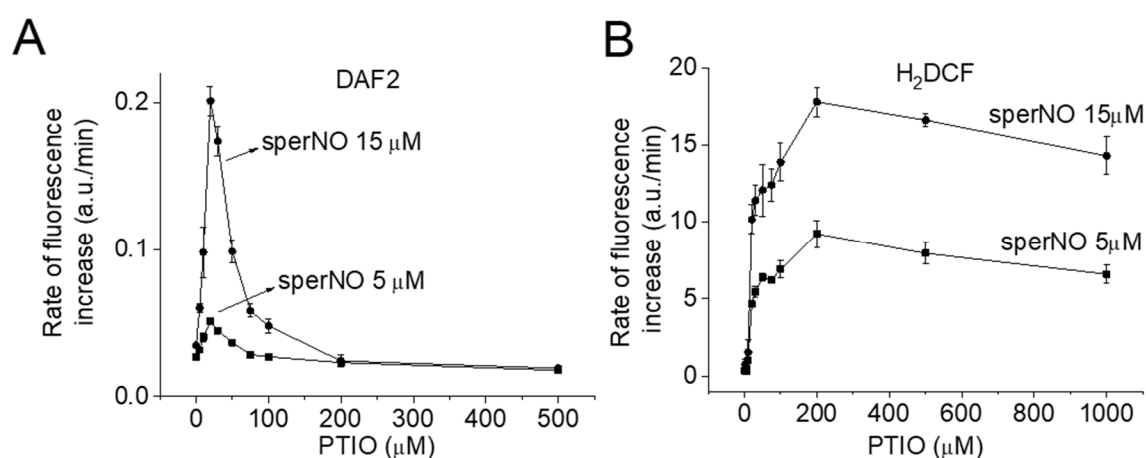 A
DAF2
Rate of fluorescence
increase (a.u./min)
0.2
0.1
0.0
sperNO 15 μM
sperNO 5 μM
0 100 200 300 400 500
PTIO (μM)
B
H₂DCF
Rate of fluorescence
increase (a.u./min)
20
15
10
5
0
sperNO 15μM
sperNO 5μM
0 200 400 600 800 1000
PTIO (μM)